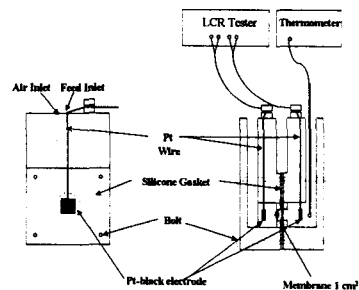 LCR Tester
Thermometer
Air Inlet
Feed Inlet
Pt
Wire
Silicone Gasket
Bolt
Pt-black electrode
Membrane 1 cm²